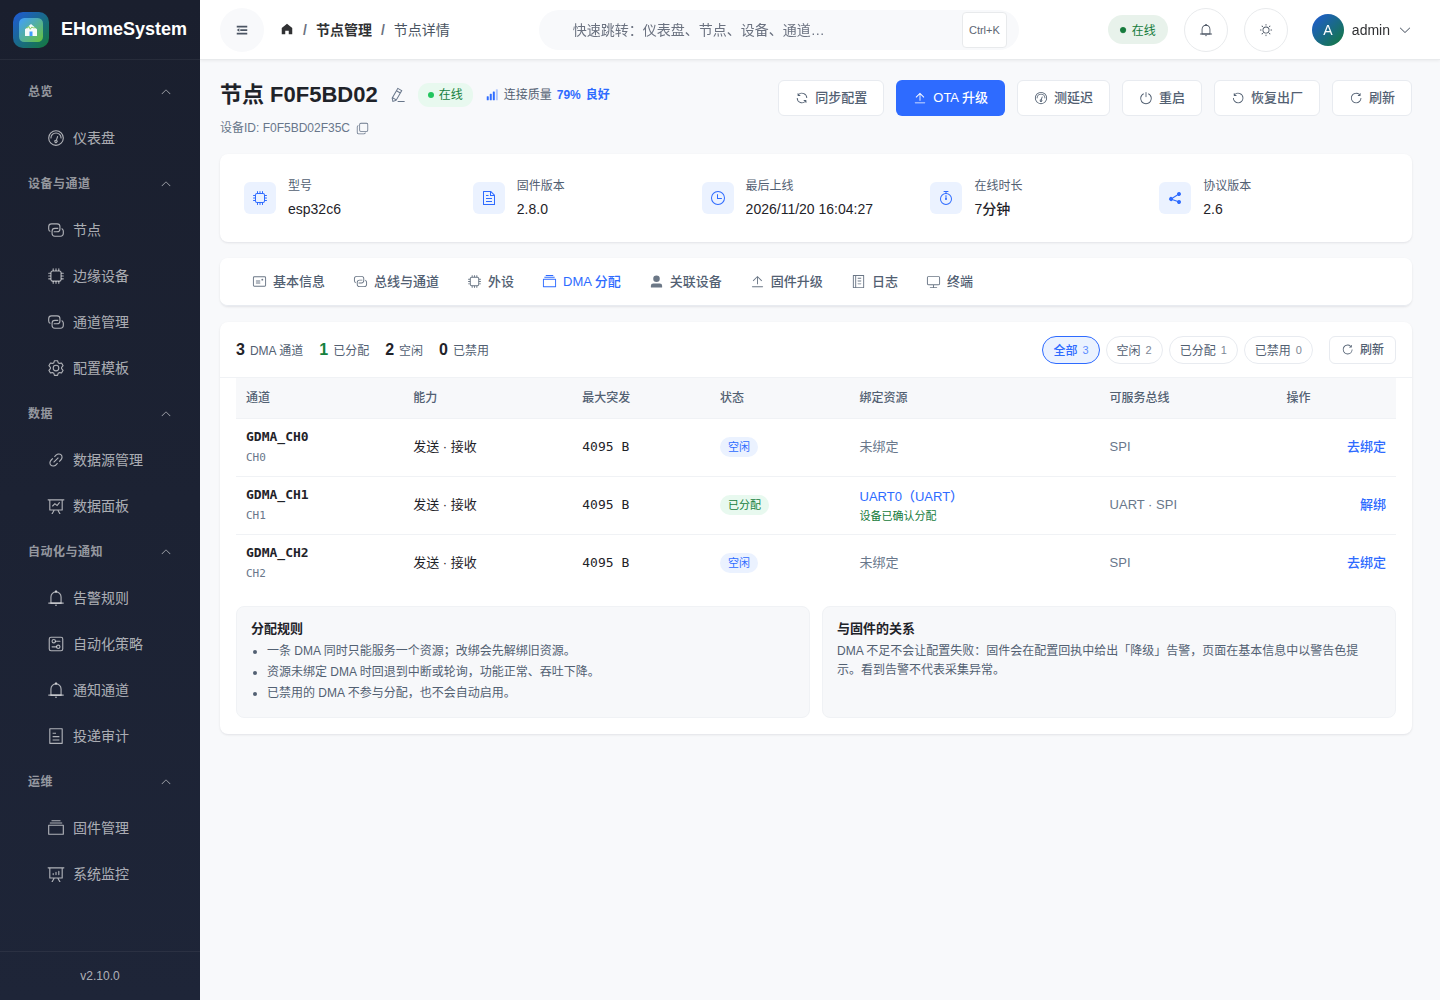 EHomeSystem
总览
仪表盘
设备与通道
节点
边缘设备
通道管理
配置模板
数据
数据源管理
数据面板
自动化与通知
告警规则
自动化策略
通知通道
投递审计
运维
固件管理
系统监控
v2.10.0
/ 节点管理 / 节点详情
快速跳转：仪表盘、节点、设备、通道… Ctrl+K
在线
A admin
节点 F0F5BD02 在线 连接质量 79% 良好
设备ID: F0F5BD02F35C
同步配置 OTA 升级 测延迟 重启 恢复出厂 刷新
型号
esp32c6
固件版本
2.8.0
最后上线
2026/11/20 16:04:27
在线时长
7分钟
协议版本
2.6
基本信息 总线与通道 外设 DMA 分配 关联设备 固件升级 日志 终端
3 DMA 通道 1 已分配 2 空闲 0 已禁用
全部 3 空闲 2 已分配 1 已禁用 0 刷新
通道 能力 最大突发 状态 绑定资源 可服务总线 操作
GDMA_CH0
CH0
发送 · 接收 4095 B 空闲 未绑定 SPI 去绑定
GDMA_CH1
CH1
发送 · 接收 4095 B 已分配 UART0（UART） UART · SPI 解绑
设备已确认分配
GDMA_CH2
CH2
发送 · 接收 4095 B 空闲 未绑定 SPI 去绑定
分配规则
• 一条 DMA 同时只能服务一个资源；改绑会先解绑旧资源。
• 资源未绑定 DMA 时回退到中断或轮询，功能正常、吞吐下降。
• 已禁用的 DMA 不参与分配，也不会自动启用。
与固件的关系
DMA 不足不会让配置失败：固件会在配置回执中给出「降级」告警，页面在基本信息中以警告色提
示。看到告警不代表采集异常。